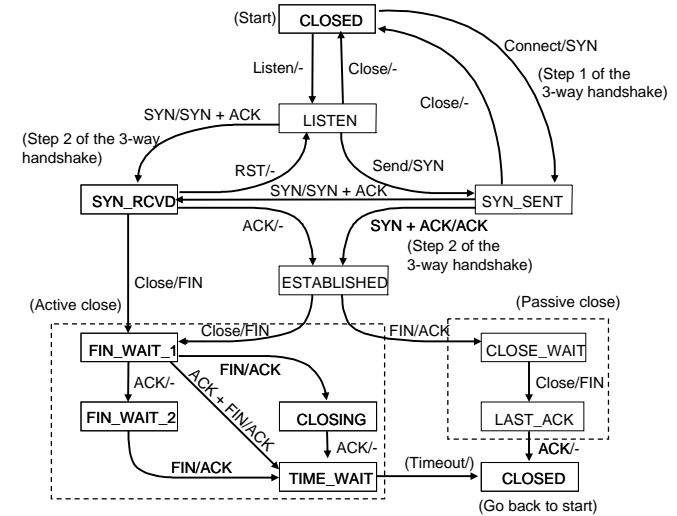 (Start)
CLOSED
Connect/SYN
Listen/-
Close/-
(Step 1 of the
3-way handshake)
Close/-
SYN/SYN + ACK
LISTEN
(Step 2 of the 3-way
handshake)
RST/-
Send/SYN
SYN/SYN + ACK
SYN_RCVD
SYN_SENT
ACK/-
SYN + ACK/ACK
(Step 2 of the
3-way handshake)
ESTABLISHED
Close/FIN
(Active close)
(Passive close)
Close/FIN
FIN/ACK
FIN_WAIT_1
CLOSE_WAIT
FIN/ACK
ACK/-
ACK + FIN/ACK
Close/FIN
FIN_WAIT_2
CLOSING
LAST_ACK
ACK/-
ACK/-
FIN/ACK
(Timeout/)
TIME_WAIT
CLOSED
(Go back to start)